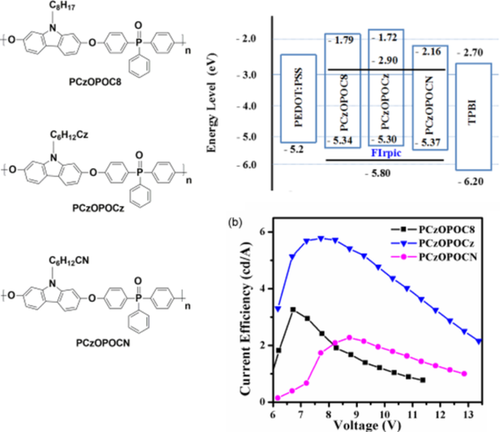 C8H17
N
O
O
P
O
n
PCzOPOC8
C6H12Cz
N
O
O
P
O
n
PCzOPOCz
C6H12CN
N
O
O
P
O
n
PCzOPOCN
Energy Level (eV)
- 2.0
- 3.0
- 4.0
- 5.0
- 6.0
PEDOT:PSS
- 5.2
- 1.79
PCzOPOC8
- 5.34
- 1.72
- 2.90
PCzOPOCz
- 5.30
FIrpic
- 5.80
- 2.16
PCzOPOCN
- 5.37
- 2.70
TPBI
- 6.20
(b)
Current Efficiency (cd/A)
6
4
2
0
PCzOPOC8
PCzOPOCz
PCzOPOCN
6 7 8 9 10 11 12 13
Voltage (V)